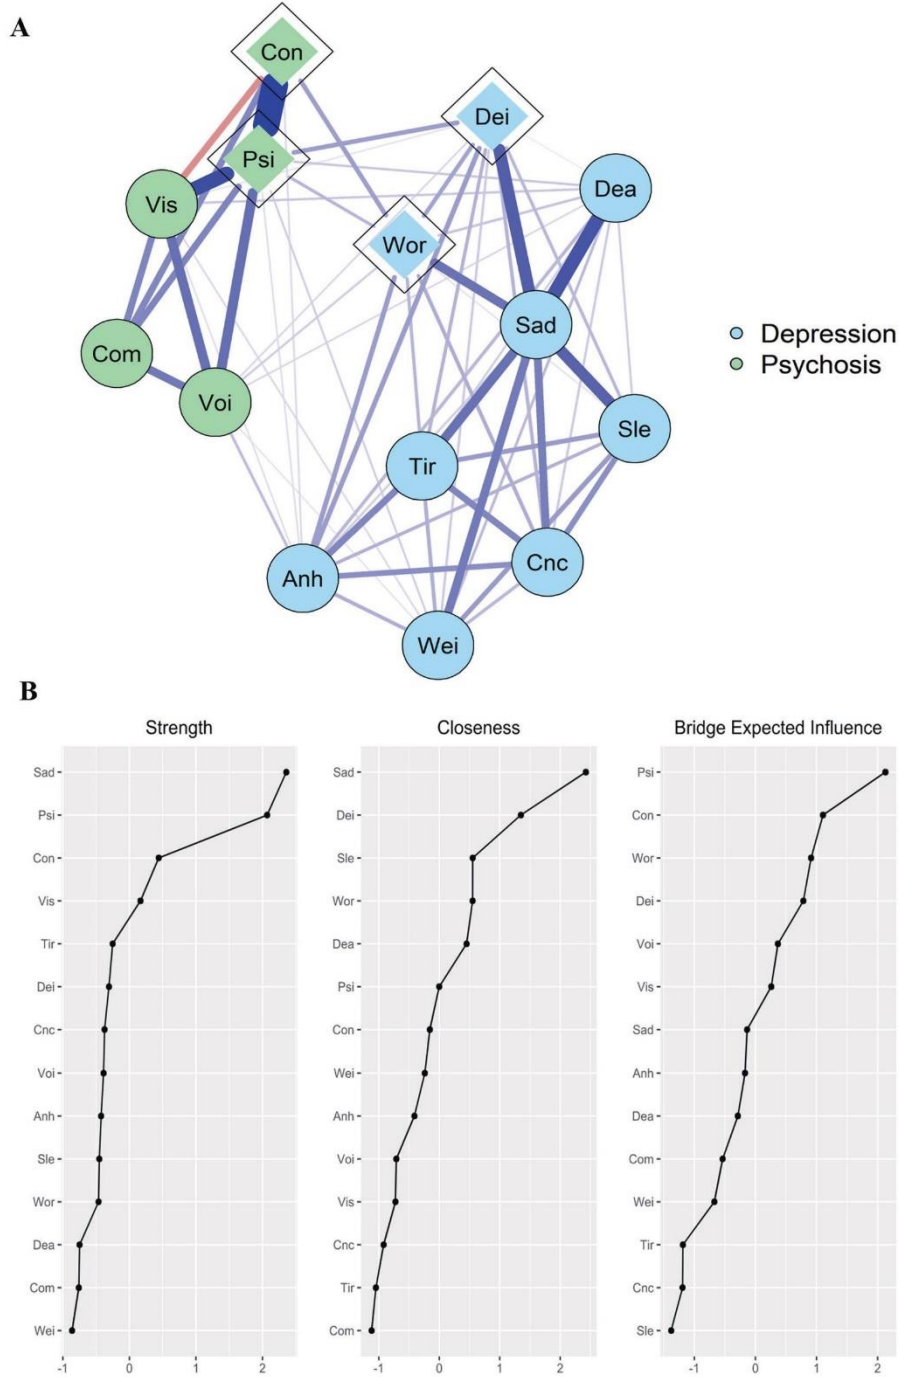 A
Con
Dei
Psi
Dea
Vis
Wor
Sad
Depression
Com
Psychosis
Voi
Sle
Tir
Cnc
Anh
Wei
B
Strength
Sad
Psi
Con
Vis
Tir
Dei
Cnc
Voi
Anh
Sle
Wor
Dea
Com
Wei
-1 0 1 2
Closeness
Sad
Dei
Sle
Wor
Dea
Psi
Con
Wei
Anh
Voi
Vis
Cnc
Tir
Com
-1 0 1 2
Bridge Expected Influence
Psi
Con
Wor
Dei
Voi
Vis
Sad
Anh
Dea
Com
Wei
Tir
Cnc
Sle
-1 0 1 2